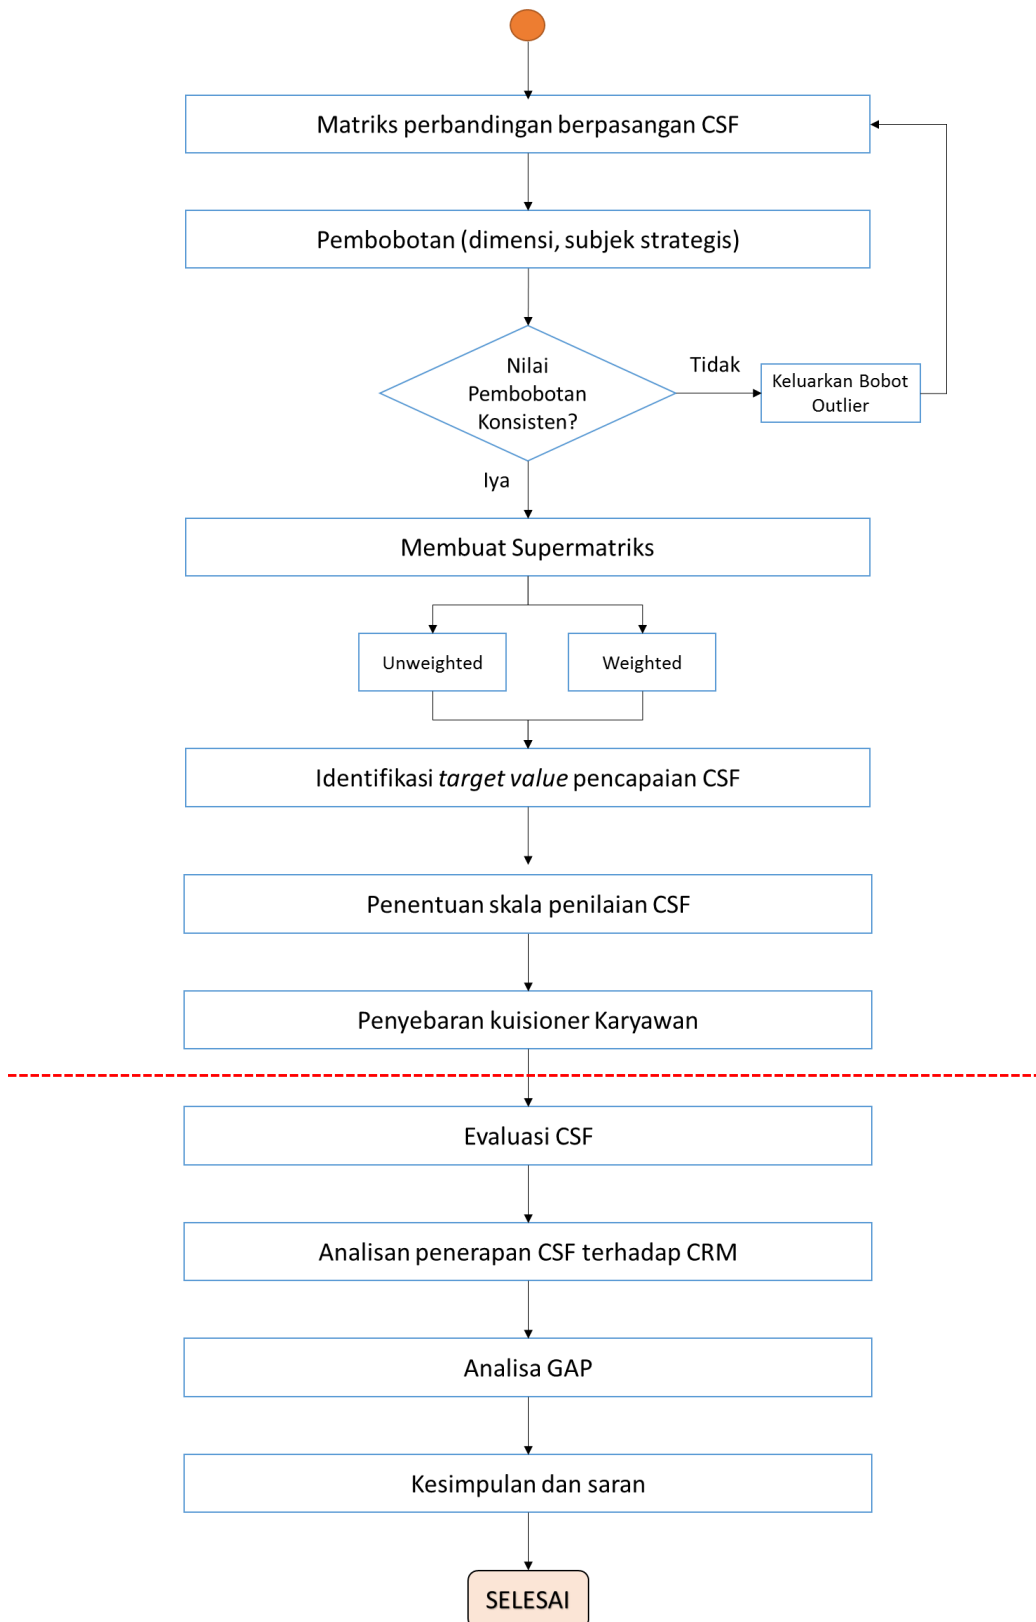 Matriks perbandingan berpasangan CSF
Pembobotan (dimensi, subjek strategis)
Nilai
Pembobotan
Konsisten?
Tidak
Keluarkan Bobot
Outlier
Iya
Membuat Supermatriks
Unweighted
Weighted
Identifikasi target value pencapaian CSF
Penentuan skala penilaian CSF
Penyebaran kuisioner Karyawan
Evaluasi CSF
Analisan penerapan CSF terhadap CRM
Analisa GAP
Kesimpulan dan saran
SELESAI